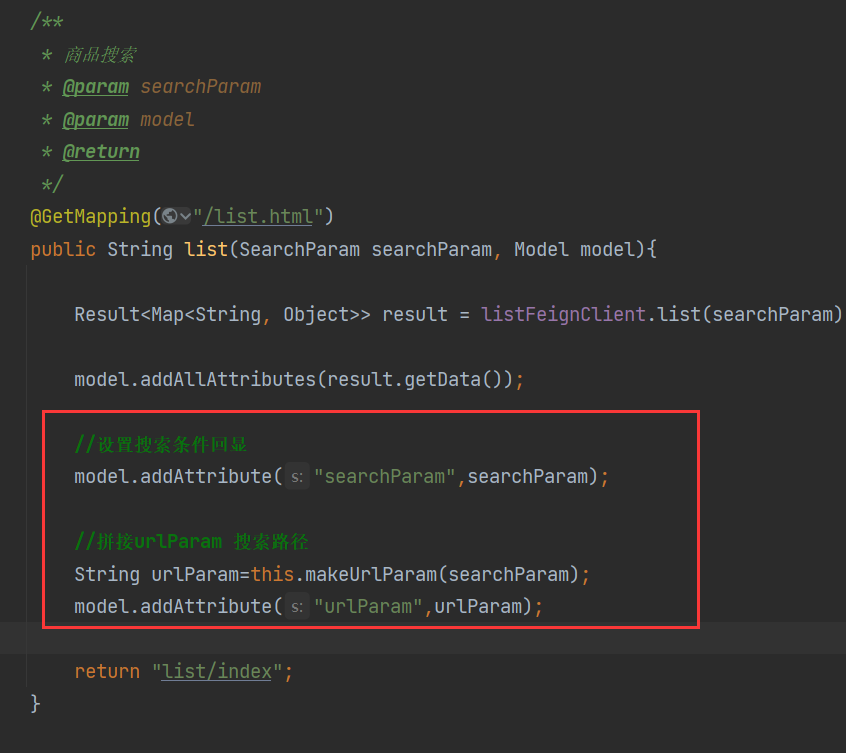 /**
* 商品搜索
* @param searchParam
* @param model
* @return
*/
@GetMapping("/list.html")
public String list(SearchParam searchParam, Model model){
Result<Map<String, Object>> result = listFeignClient.list(searchParam)
model.addAllAttributes(result.getData());
//设置搜索条件回显
model.addAttribute( s: "searchParam",searchParam);
//拼接urlParam 搜索路径
String urlParam=this.makeUrlParam(searchParam);
model.addAttribute( s: "urlParam",urlParam);
return "list/index";
}